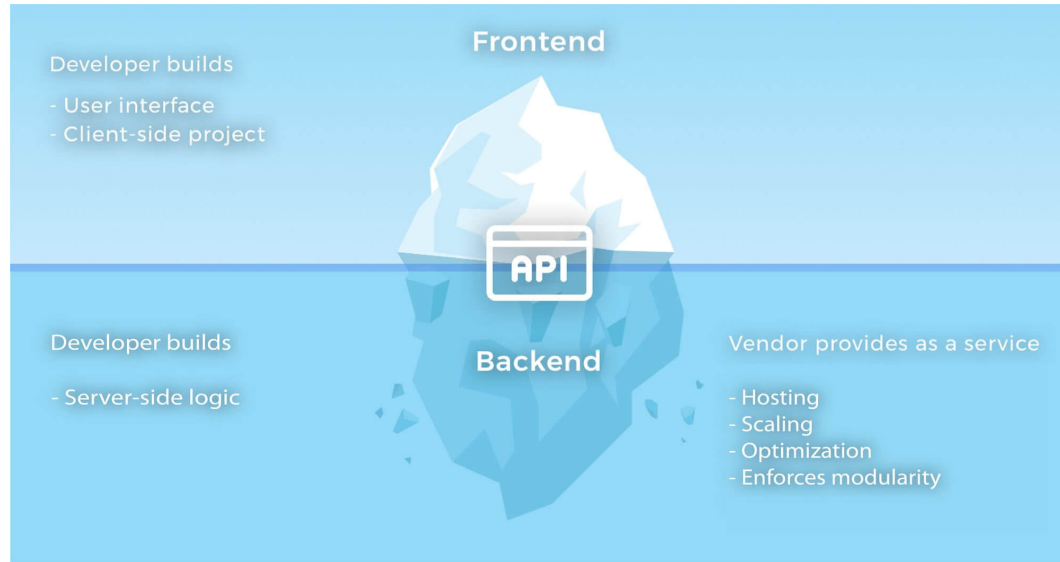 Frontend
Developer builds
- User interface
- Client-side project
API
Developer builds
- Server-side logic
Backend
Vendor provides as a service
- Hosting
- Scaling
- Optimization
- Enforces modularity